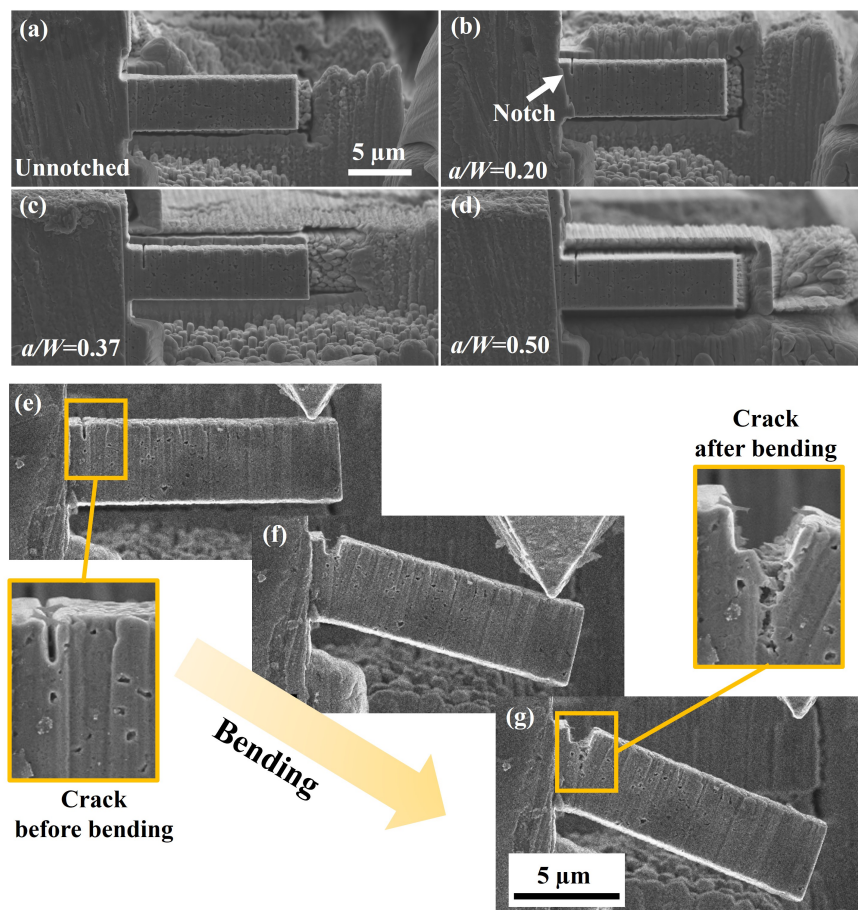 (a)
Unnotched
5 μm
(b)
Notch
a/W=0.20
(c)
a/W=0.37
(d)
a/W=0.50
(e)
Crack
after bending
(f)
Bending
Crack
before bending
(g)
5 μm